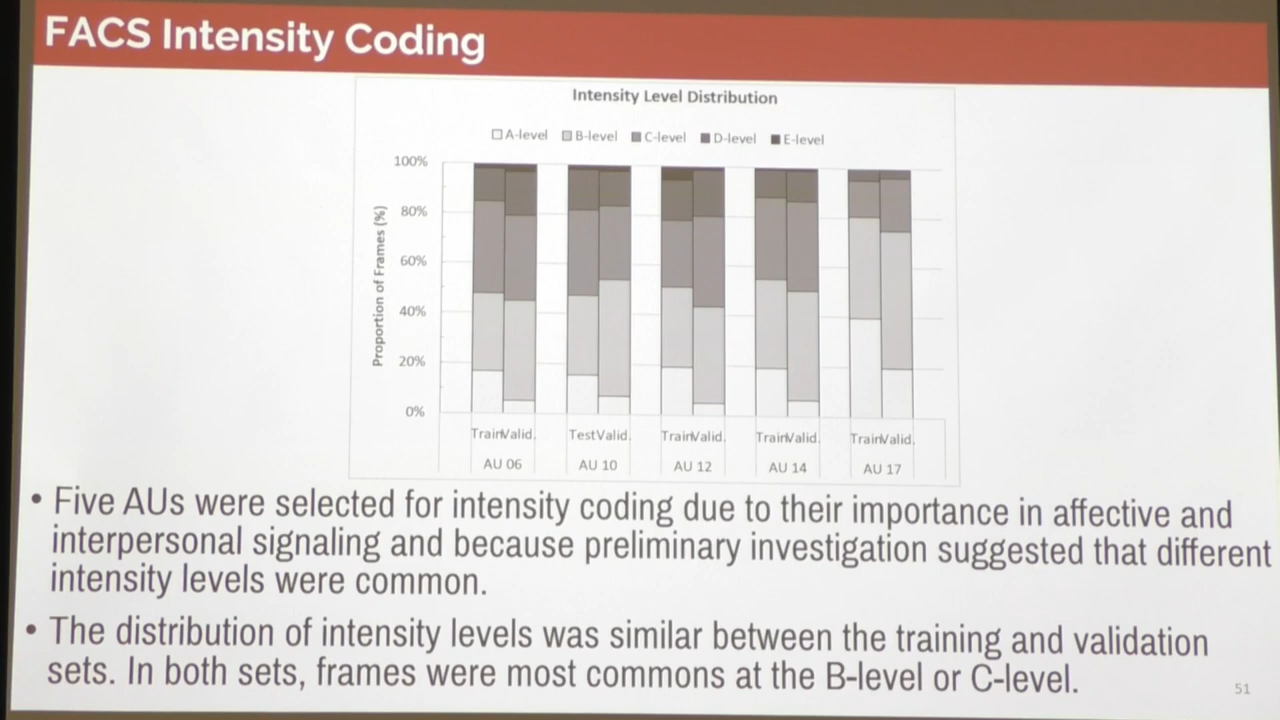 FACS Intensity Coding
Intensity Level Distribution
A-level B-level C-level D-level E-level
100%
80%
60%
40%
20%
0%
Proportion of Frames (%)
Train Valid. Test Valid. Train Valid. Train Valid. Train Valid.
AU 06 AU 10 AU 12 AU 14 AU 17
• Five AUs were selected for intensity coding due to their importance in affective and
interpersonal signaling and because preliminary investigation suggested that different
intensity levels were common.
• The distribution of intensity levels was similar between the training and validation
sets. In both sets, frames were most commons at the B-level or C-level.
51